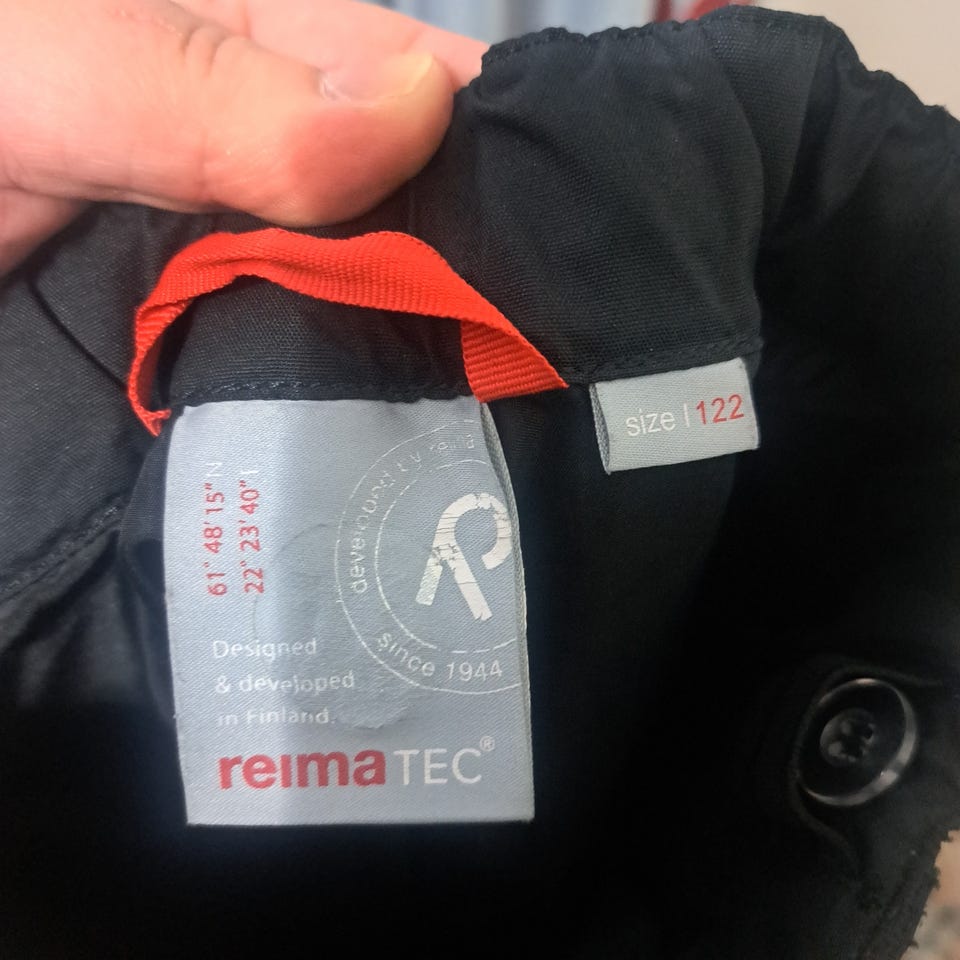 size | 122
61° 48' 15" N
22° 23' 40"
developed by reima
since 1944
Designed
& developed
in Finland.
reima TEC®